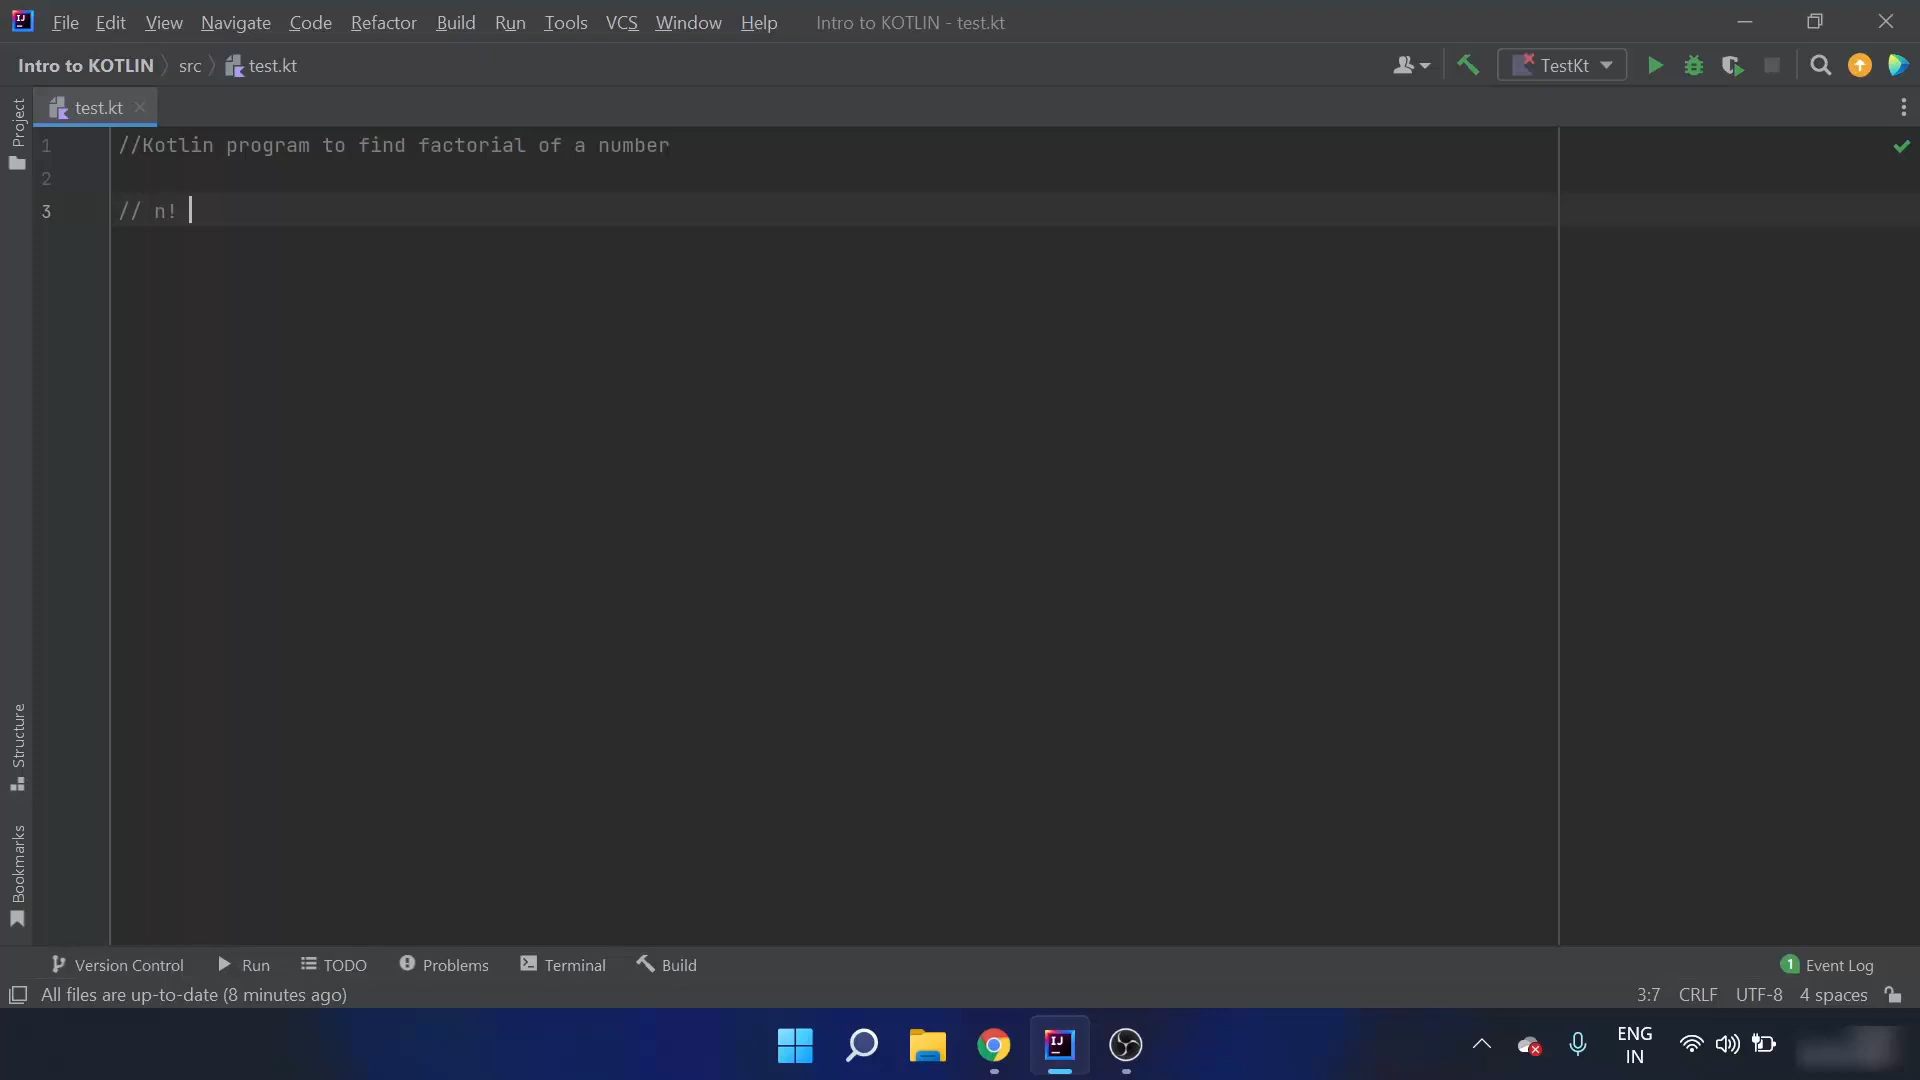 File Edit View Navigate Code Refactor Build Run Tools VCS Window Help Intro to KOTLIN - test.kt
Intro to KOTLIN src test.kt TestKt
test.kt
Project
1 //Kotlin program to find factorial of a number
2
3 // n!
Structure
Bookmarks
Version Control Run TODO Problems Terminal Build 1 Event Log
All files are up-to-date (8 minutes ago) 3:7 CRLF UTF-8 4 spaces
ENG
IN